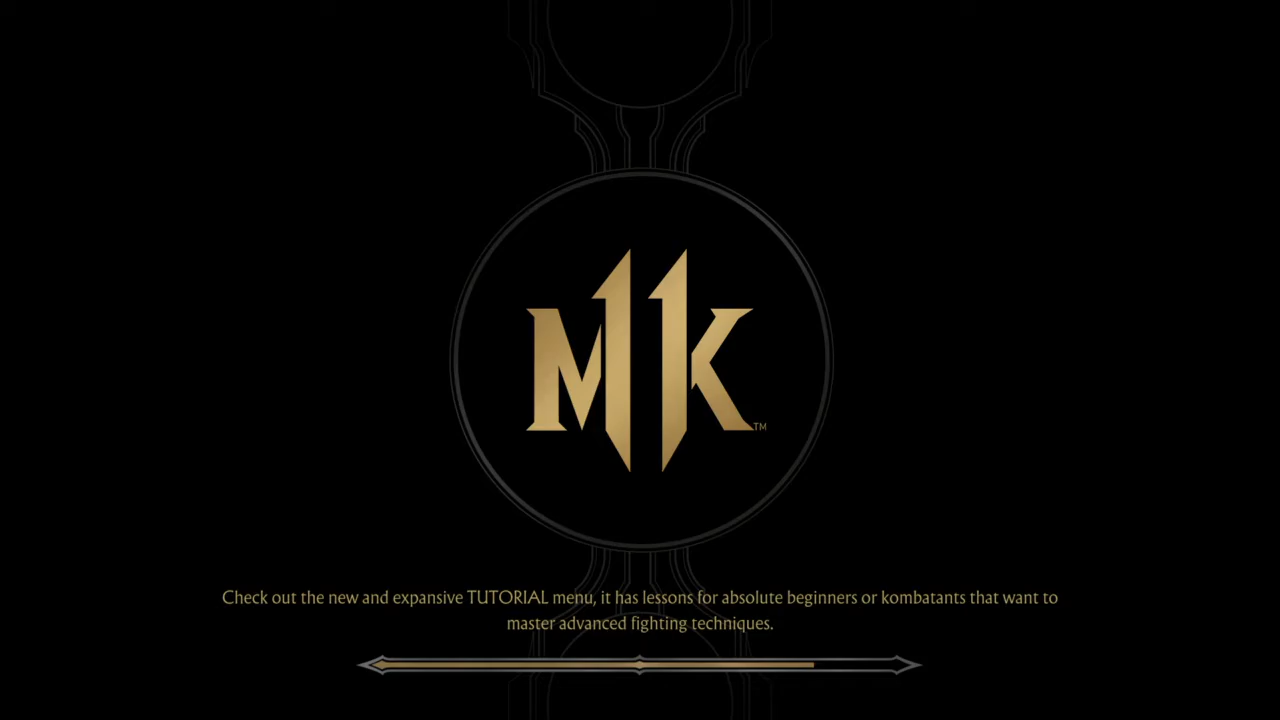 M11K™
Check out the new and expansive TUTORIAL menu, it has lessons for absolute beginners or kombatants that want to
master advanced fighting techniques.